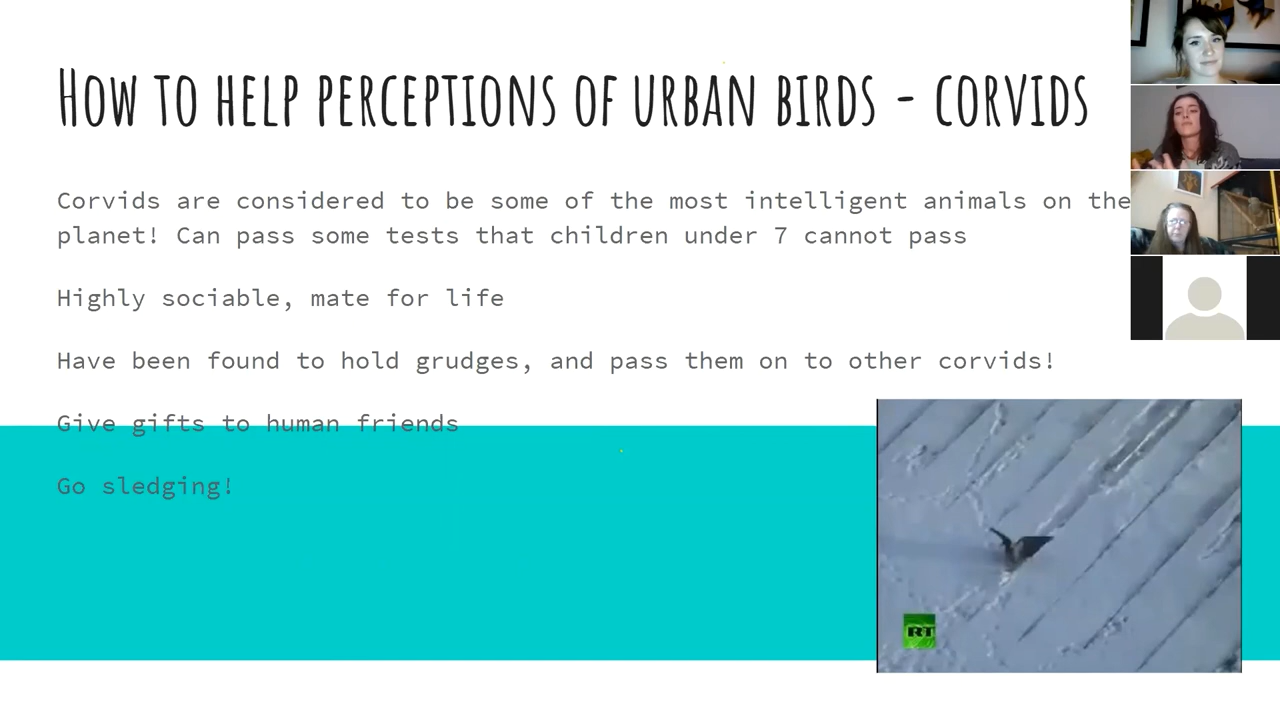 How to help perceptions of urban birds - corvids
Corvids are considered to be some of the most intelligent animals on the
planet! Can pass some tests that children under 7 cannot pass
Highly sociable, mate for life
Have been found to hold grudges, and pass them on to other corvids!
Give gifts to human friends
Go sledging!
RT